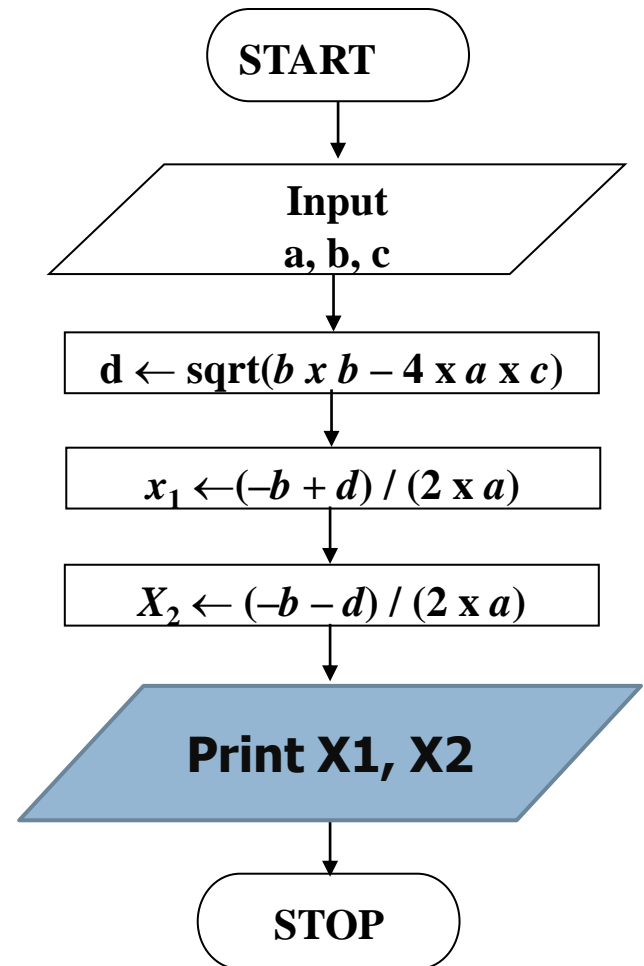 START
Input
a, b, c
d ← sqrt(b x b – 4 x a x c)
x₁ ←(–b + d) / (2 x a)
X₂ ← (–b – d) / (2 x a)
Print X1, X2
STOP